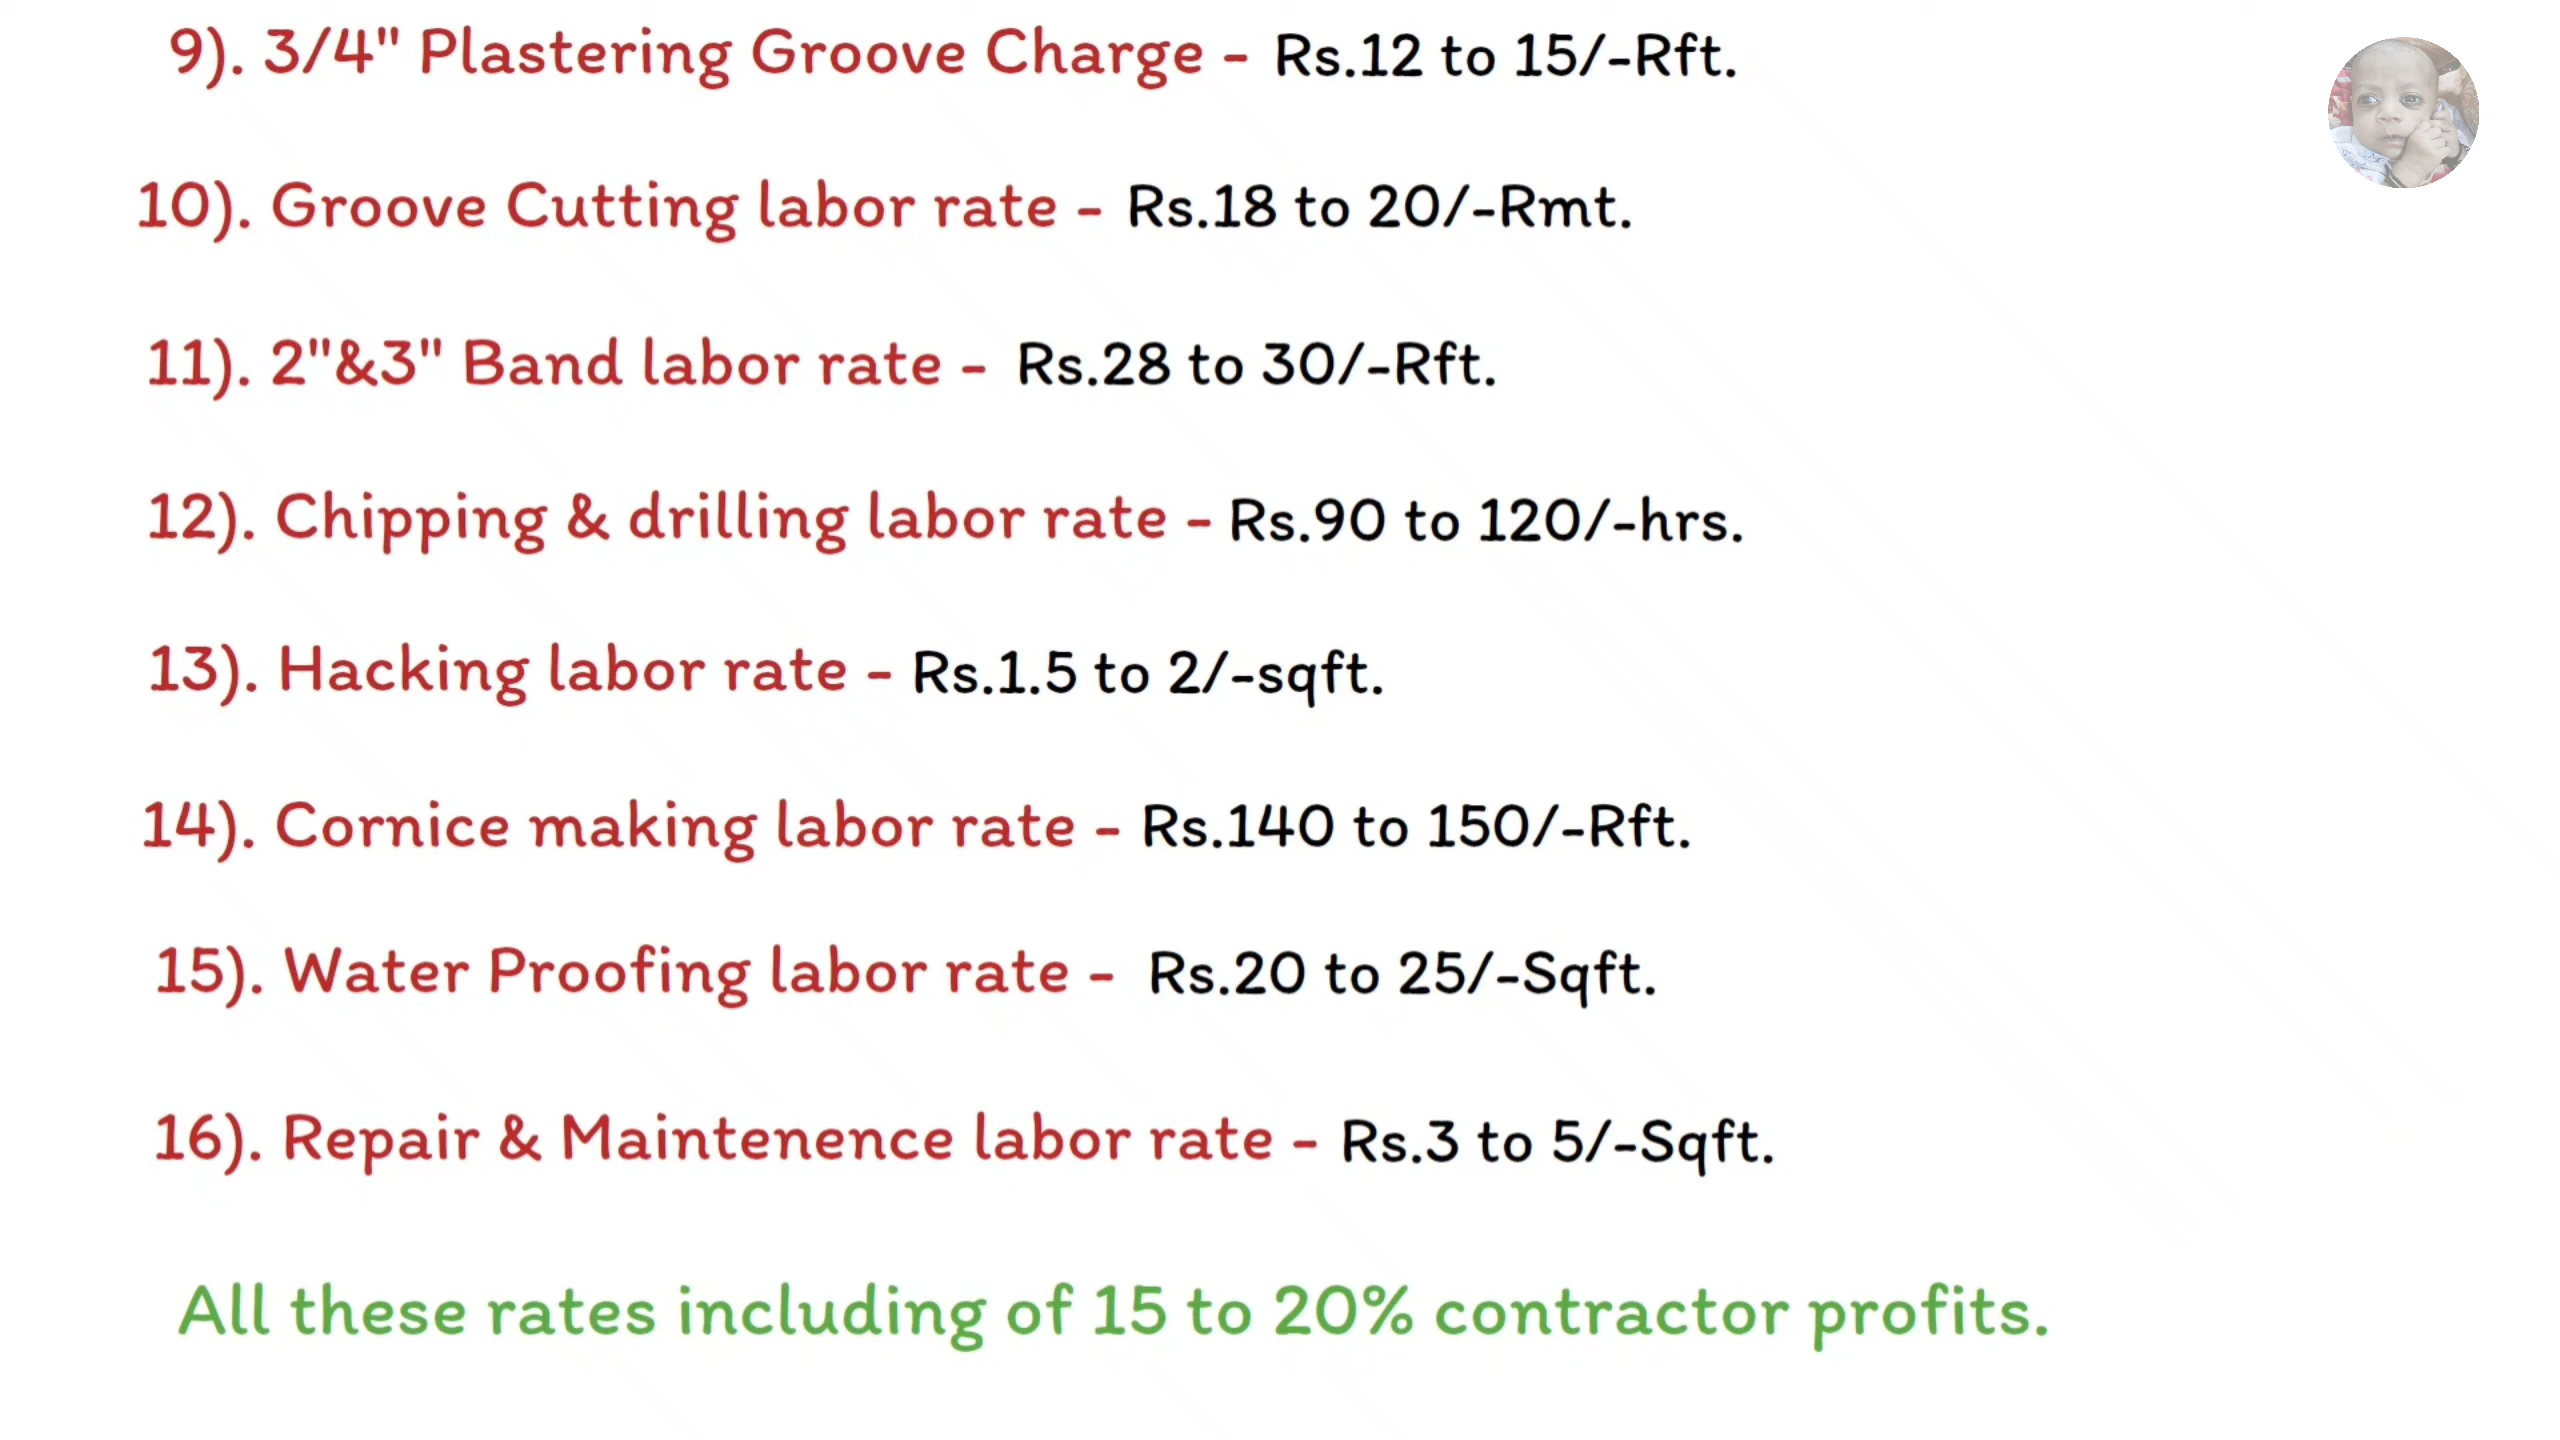 9). 3/4" Plastering Groove Charge - Rs.12 to 15/-Rft.
10). Groove Cutting labor rate - Rs.18 to 20/-Rmt.
11). 2"&3" Band labor rate - Rs.28 to 30/-Rft.
12). Chipping & drilling labor rate - Rs.90 to 120/-hrs.
13). Hacking labor rate - Rs.1.5 to 2/-sqft.
14). Cornice making labor rate - Rs.140 to 150/-Rft.
15). Water Proofing labor rate - Rs.20 to 25/-Sqft.
16). Repair & Maintenence labor rate - Rs.3 to 5/-Sqft.
All these rates including of 15 to 20% contractor profits.